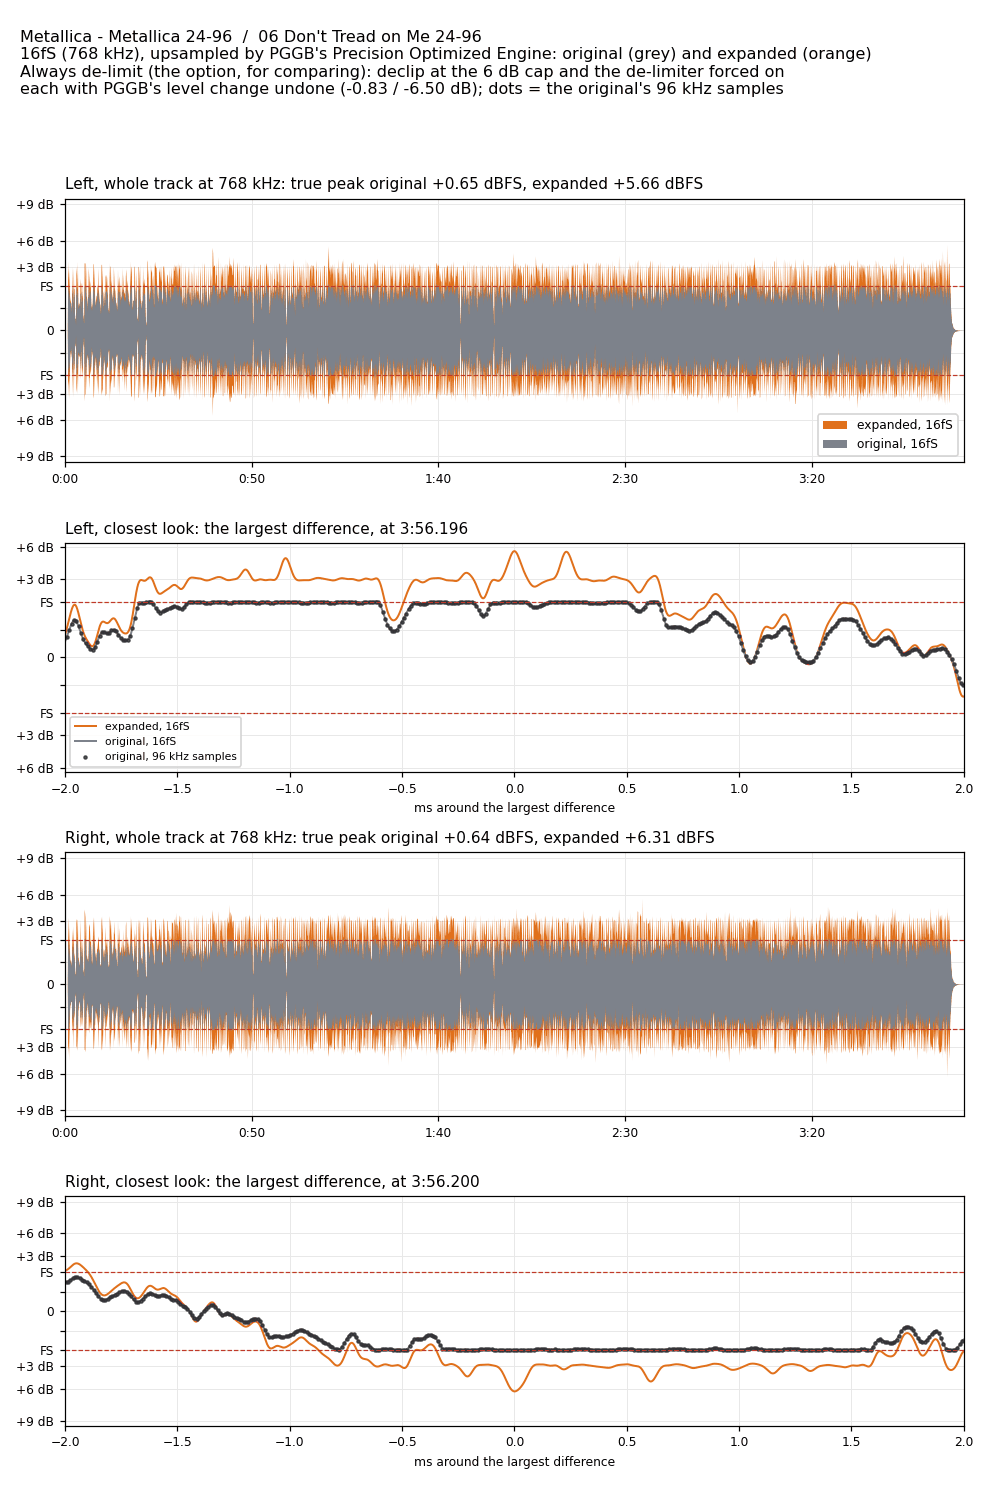 Metallica - Metallica 24-96  /  06 Don't Tread on Me 24-96
16fS (768 kHz), upsampled by PGGB's Precision Optimized Engine: original (grey) and expanded (orange)
Always de-limit (the option, for comparing): declip at the 6 dB cap and the de-limiter forced on
each with PGGB's level change undone (-0.83 / -6.50 dB); dots = the original's 96 kHz samples
Left, whole track at 768 kHz: true peak original +0.65 dBFS, expanded +5.66 dBFS
+9 dB
+6 dB
+3 dB
FS
0
FS
+3 dB
+6 dB
+9 dB
expanded, 16fS
original, 16fS
0:00 0:50 1:40 2:30 3:20
Left, closest look: the largest difference, at 3:56.196
+6 dB
+3 dB
FS
0
FS
+3 dB
+6 dB
expanded, 16fS
original, 16fS
original, 96 kHz samples
−2.0 −1.5 −1.0 −0.5 0.0 0.5 1.0 1.5 2.0
ms around the largest difference
Right, whole track at 768 kHz: true peak original +0.64 dBFS, expanded +6.31 dBFS
+9 dB
+6 dB
+3 dB
FS
0
FS
+3 dB
+6 dB
+9 dB
0:00 0:50 1:40 2:30 3:20
Right, closest look: the largest difference, at 3:56.200
+9 dB
+6 dB
+3 dB
FS
0
FS
+3 dB
+6 dB
+9 dB
−2.0 −1.5 −1.0 −0.5 0.0 0.5 1.0 1.5 2.0
ms around the largest difference